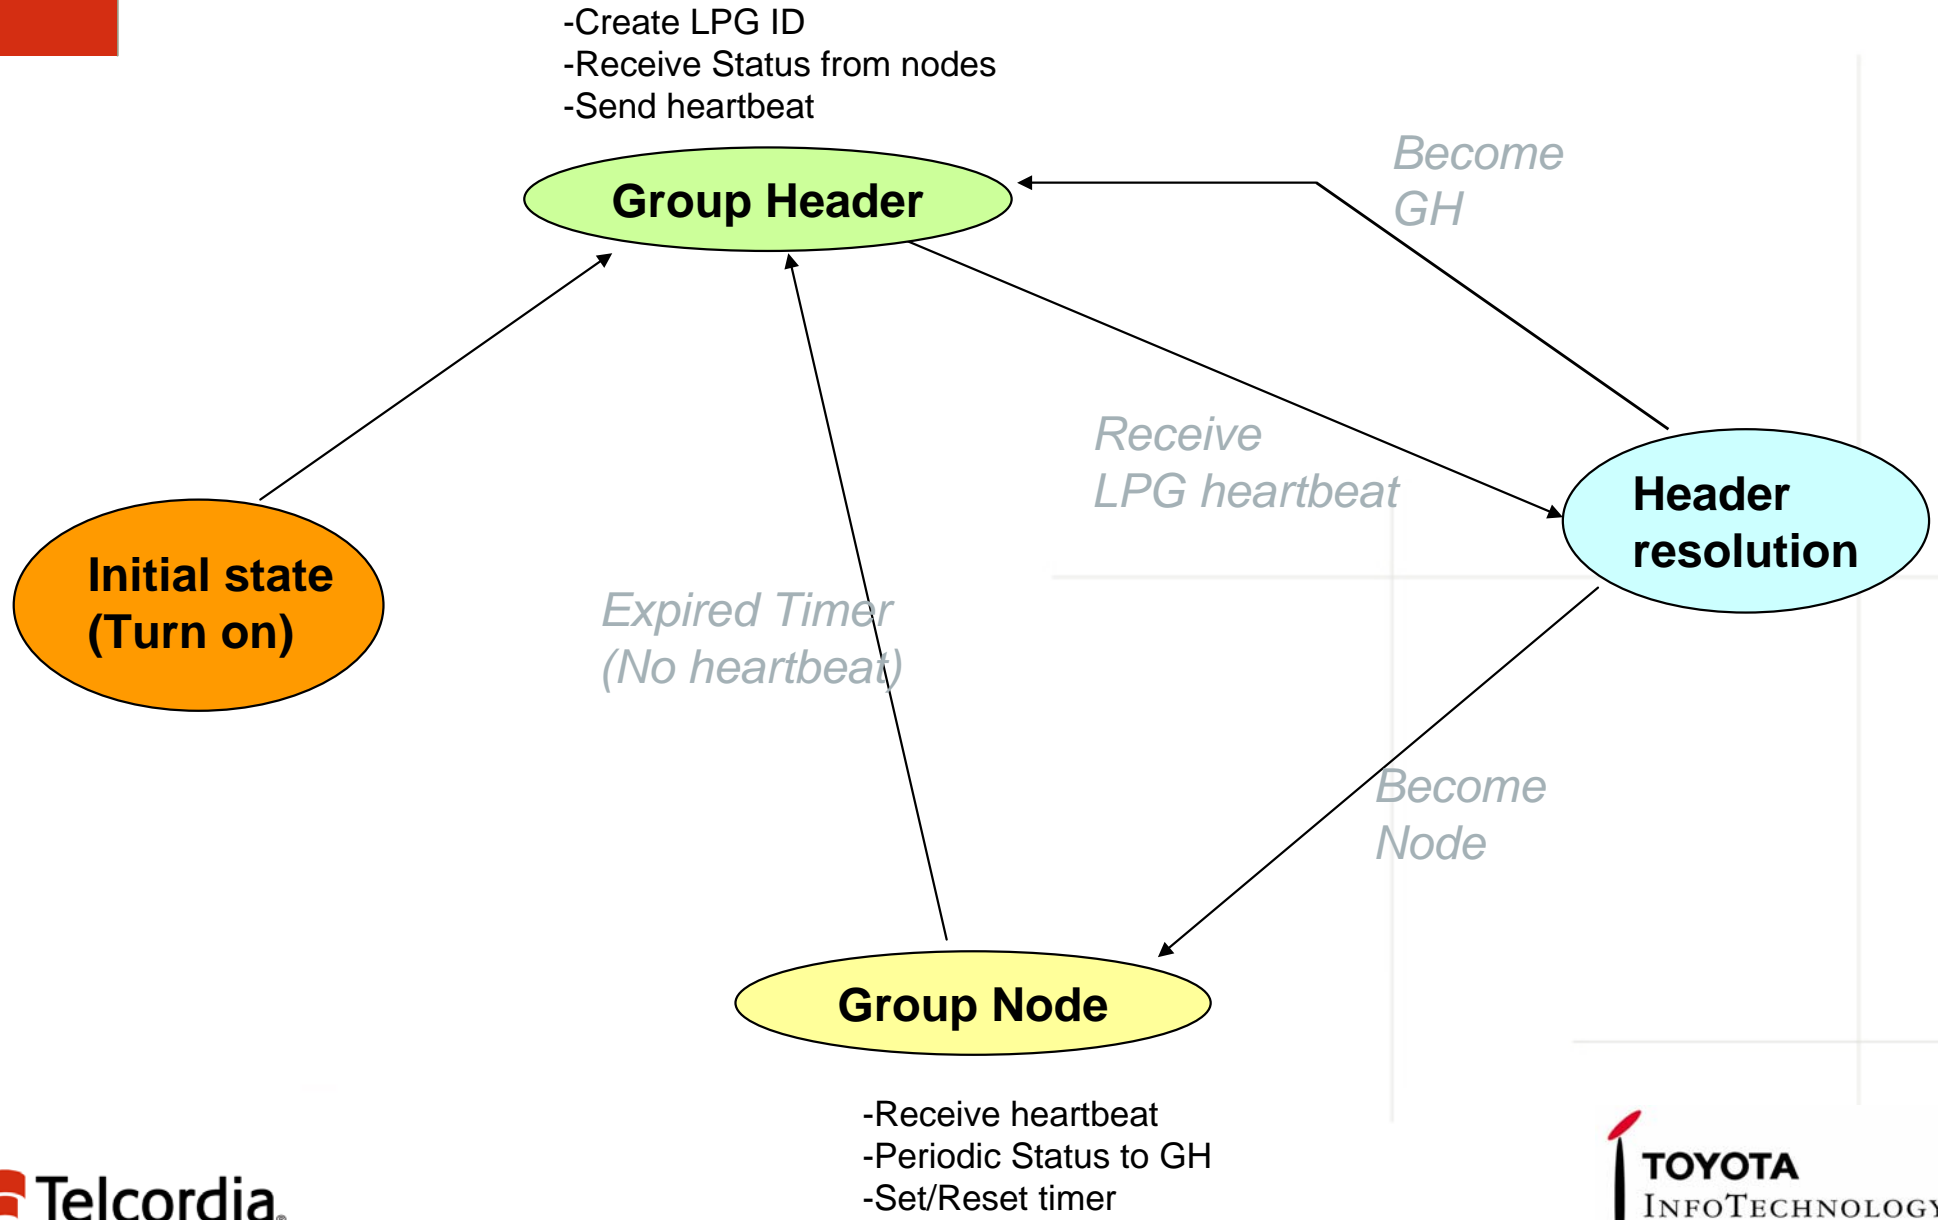 -Create LPG ID
-Receive Status from nodes
-Send heartbeat
Become
GH
Group Header
Receive
LPG heartbeat
Header
resolution
Initial state
(Turn on)
Expired Timer
(No heartbeat)
Become
Node
Group Node
-Receive heartbeat
-Periodic Status to GH
-Set/Reset timer
Telcordia®
TOYOTA
INFOTECHNOLOGY